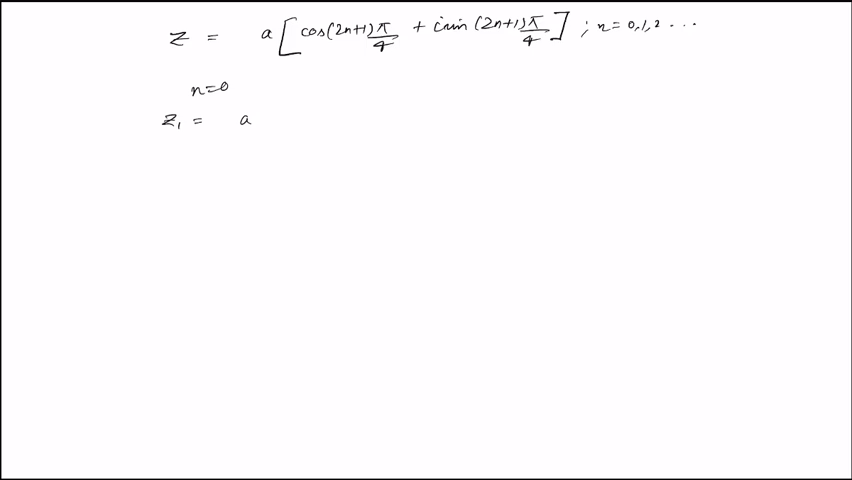 z = a [cos(2n+1)π/4 + i sin(2n+1)π/4] ; n = 0,1,2 ...
n=0
z₁ = a